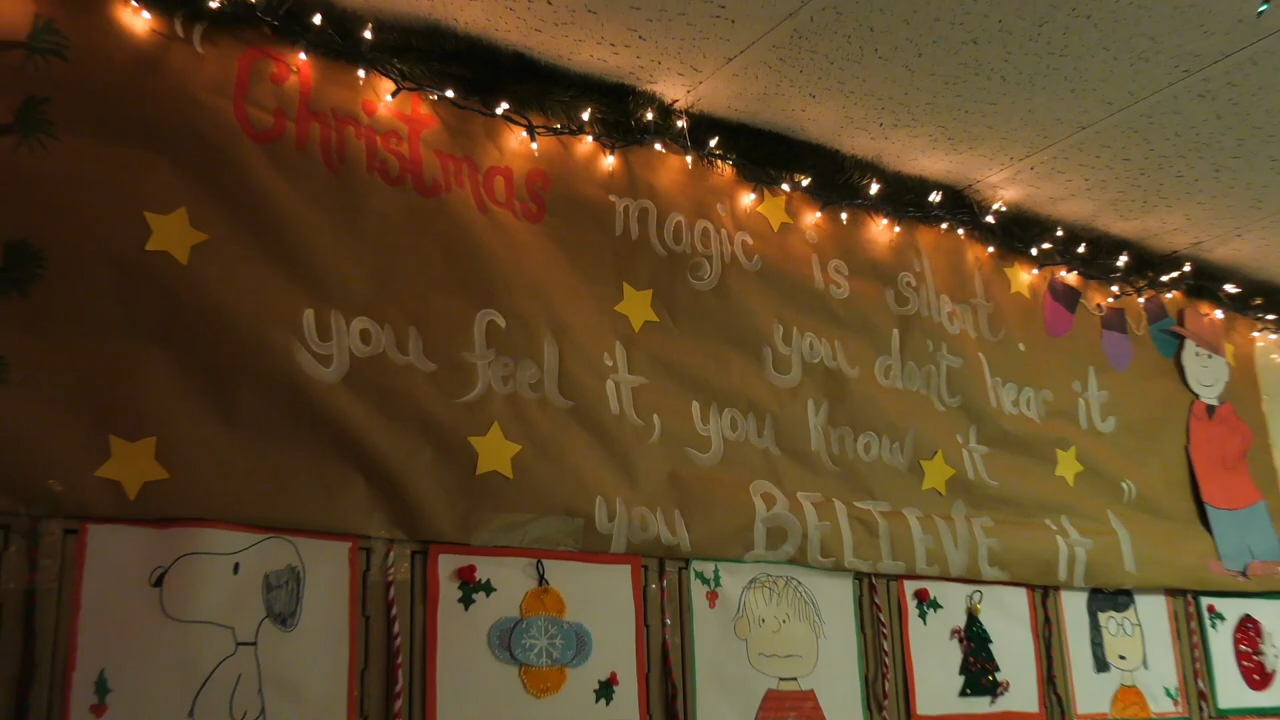 " Christmas magic is silent.
you don't hear it,
you feel it, you know it
you BELIEVE it! "